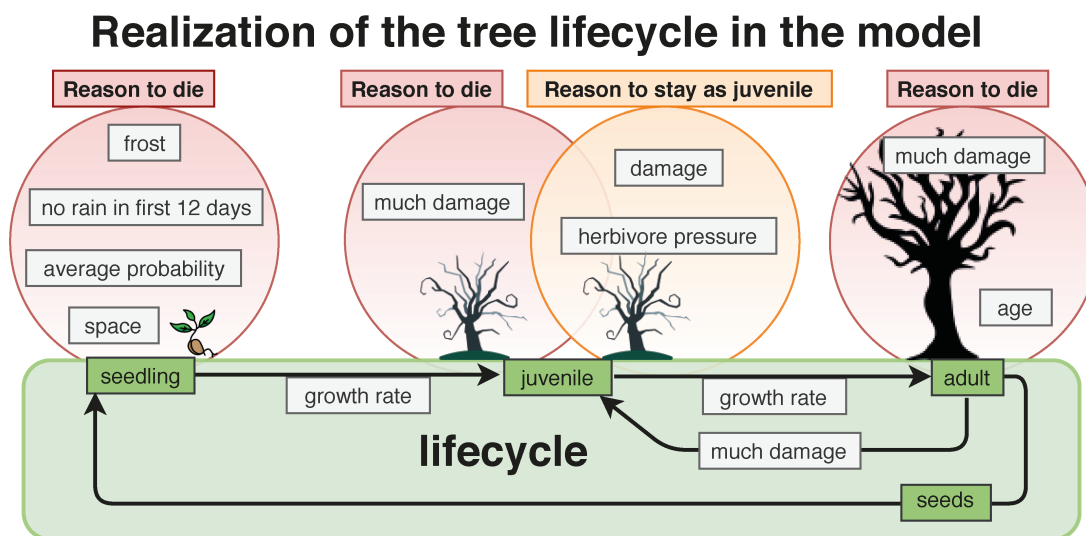 Realization of the tree lifecycle in the model
Reason to die
Reason to die
Reason to stay as juvenile
Reason to die
frost
no rain in first 12 days
average probability
space
much damage
damage
herbivore pressure
much damage
age
seedling
growth rate
juvenile
growth rate
adult
lifecycle
much damage
seeds